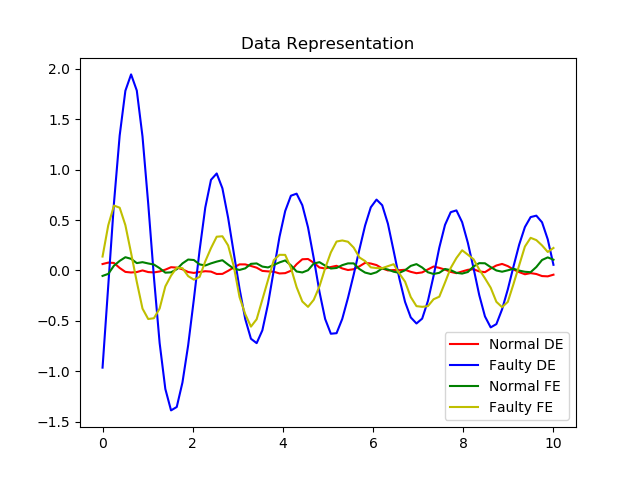 Data Representation
2.0
1.5
1.0
0.5
0.0
−0.5
−1.0
−1.5
0 2 4 6 8 10
Normal DE
Faulty DE
Normal FE
Faulty FE